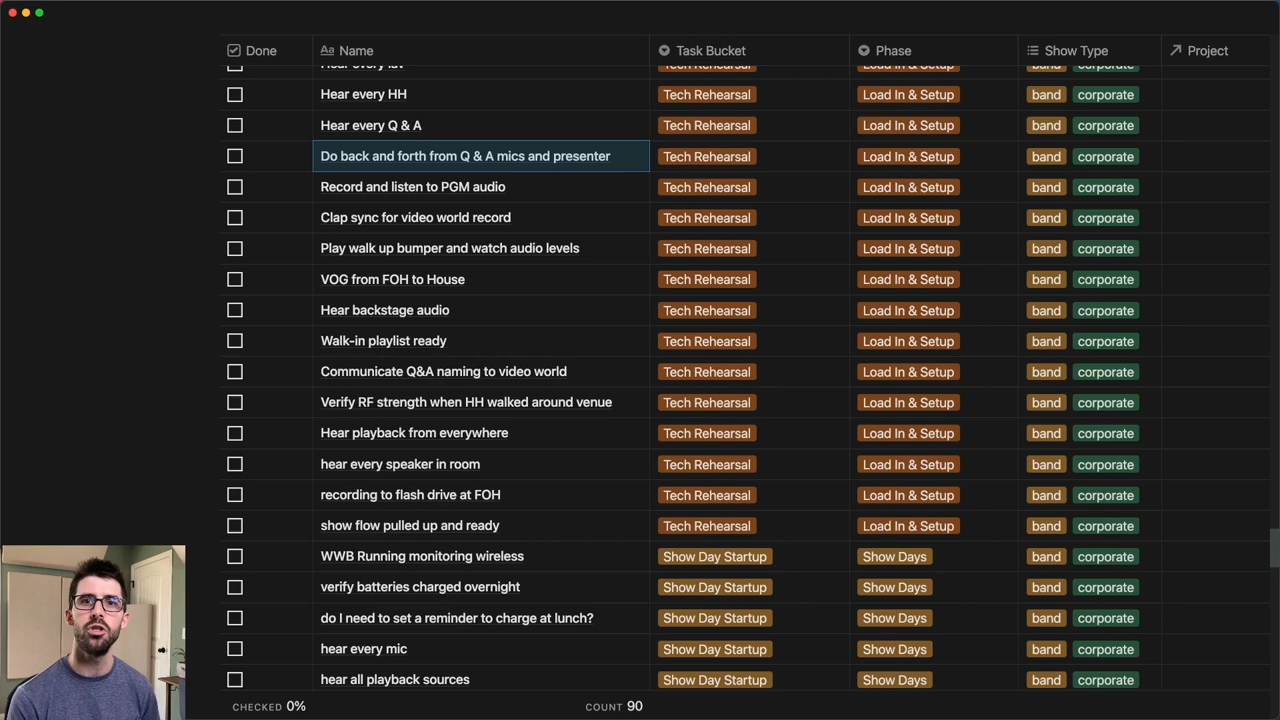 Done Name Task Bucket Phase Show Type Project
Hear every lav Tech Rehearsal Load In & Setup band corporate
Hear every HH Tech Rehearsal Load In & Setup band corporate
Hear every Q & A Tech Rehearsal Load In & Setup band corporate
Do back and forth from Q & A mics and presenter Tech Rehearsal Load In & Setup band corporate
Record and listen to PGM audio Tech Rehearsal Load In & Setup band corporate
Clap sync for video world record Tech Rehearsal Load In & Setup band corporate
Play walk up bumper and watch audio levels Tech Rehearsal Load In & Setup band corporate
VOG from FOH to House Tech Rehearsal Load In & Setup band corporate
Hear backstage audio Tech Rehearsal Load In & Setup band corporate
Walk-in playlist ready Tech Rehearsal Load In & Setup band corporate
Communicate Q&A naming to video world Tech Rehearsal Load In & Setup band corporate
Verify RF strength when HH walked around venue Tech Rehearsal Load In & Setup band corporate
Hear playback from everywhere Tech Rehearsal Load In & Setup band corporate
hear every speaker in room Tech Rehearsal Load In & Setup band corporate
recording to flash drive at FOH Tech Rehearsal Load In & Setup band corporate
show flow pulled up and ready Tech Rehearsal Load In & Setup band corporate
WWB Running monitoring wireless Show Day Startup Show Days band corporate
verify batteries charged overnight Show Day Startup Show Days band corporate
do I need to set a reminder to charge at lunch? Show Day Startup Show Days band corporate
hear every mic Show Day Startup Show Days band corporate
hear all playback sources Show Day Startup Show Days band corporate
CHECKED 0% COUNT 90